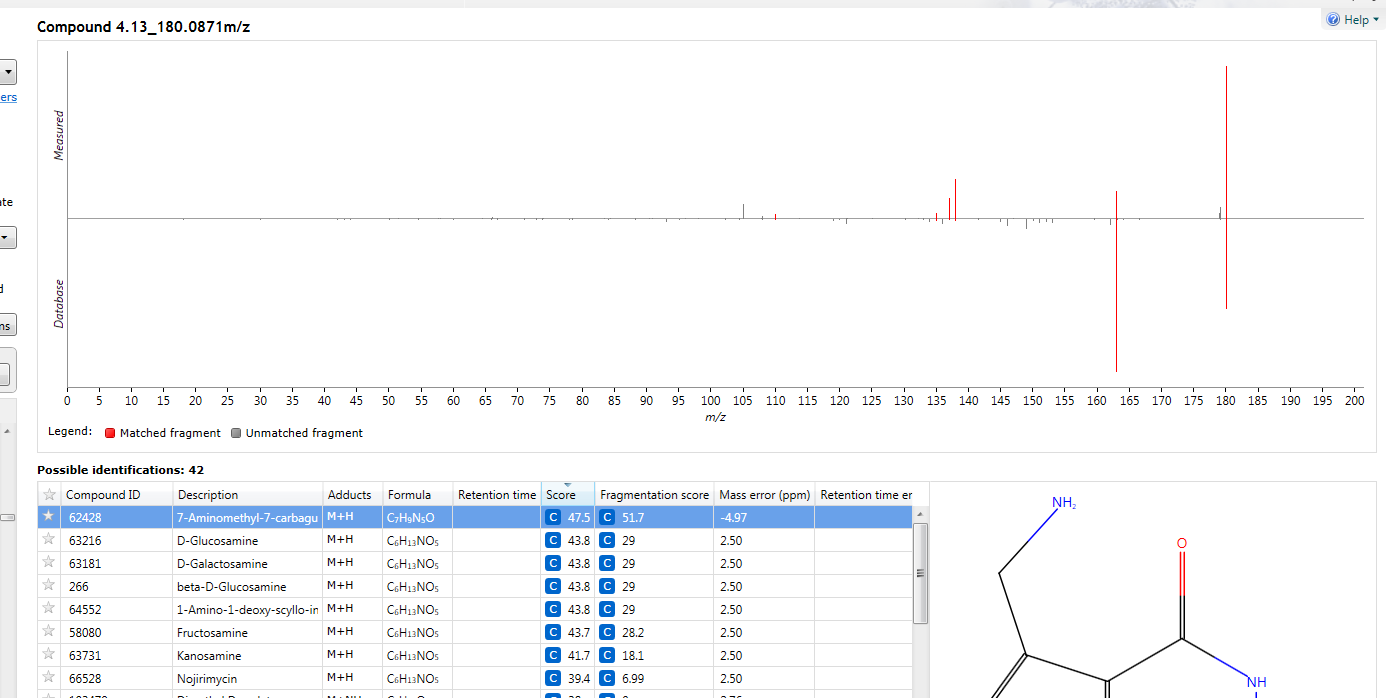 Help
Compound 4.13_180.0871m/z
ers
Measured
ate
d
Database
ns
0 5 10 15 20 25 30 35 40 45 50 55 60 65 70 75 80 85 90 95 100 105 110 115 120 125 130 135 140 145 150 155 160 165 170 175 180 185 190 195 200
m/z
Legend: Matched fragment Unmatched fragment
Possible identifications: 42
Compound ID Description Adducts Formula Retention time Score Fragmentation score Mass error (ppm) Retention time er
62428 7-Aminomethyl-7-carbagu M+H C₇H₉N₅O C 47.5 C 51.7 -4.97
63216 D-Glucosamine M+H C₆H₁₃NO₅ C 43.8 C 29 2.50
63181 D-Galactosamine M+H C₆H₁₃NO₅ C 43.8 C 29 2.50
266 beta-D-Glucosamine M+H C₆H₁₃NO₅ C 43.8 C 29 2.50
64552 1-Amino-1-deoxy-scyllo-in M+H C₆H₁₃NO₅ C 43.8 C 29 2.50
58080 Fructosamine M+H C₆H₁₃NO₅ C 43.7 C 28.2 2.50
63731 Kanosamine M+H C₆H₁₃NO₅ C 41.7 C 18.1 2.50
66528 Nojirimycin M+H C₆H₁₃NO₅ C 39.4 C 6.99 2.50
NH₂
O
NH